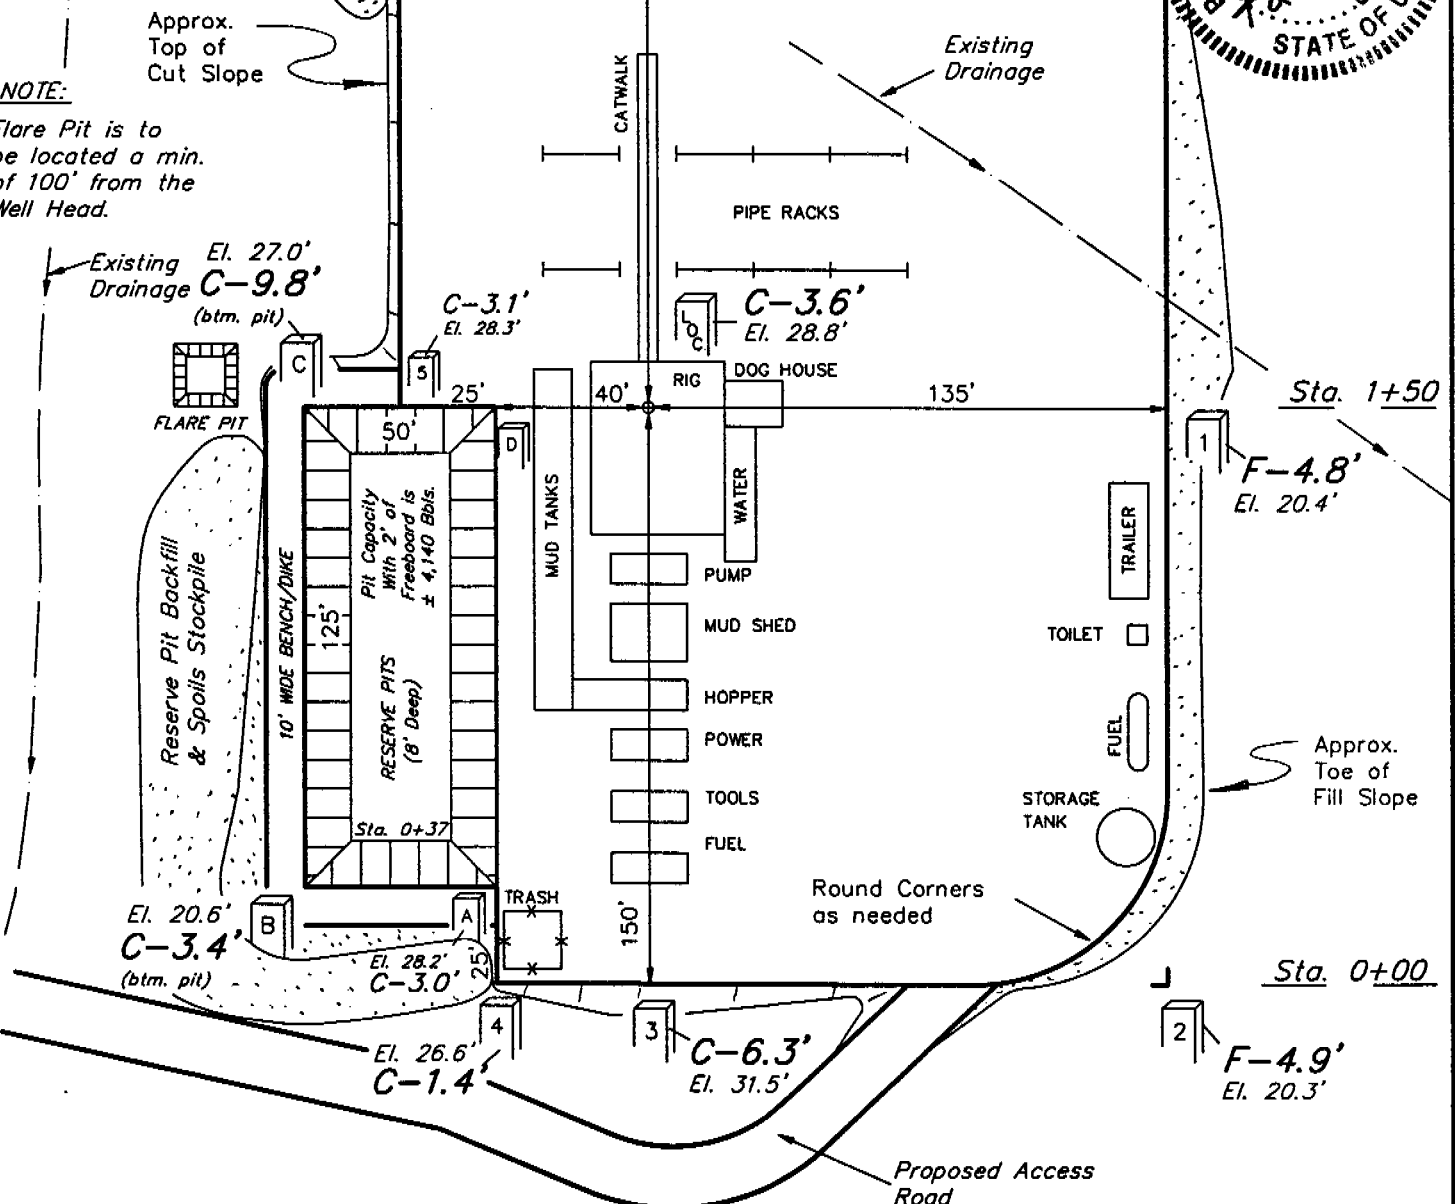 Approx.
Top of
Cut Slope
NOTE:
Flare Pit is to
be located a min.
of 100' from the
Well Head.
STATE OF
Existing
Drainage
CATWALK
PIPE RACKS
Existing
Drainage
El. 27.0'
C-9.8'
(btm. pit)
C-3.1'
El. 28.3'
LOC
C-3.6'
El. 28.8'
C
5
RIG
DOG HOUSE
25'
40'
135'
Sta. 1+50
FLARE PIT
50'
D
1
F-4.8'
El. 20.4'
MUD TANKS
WATER
TRAILER
Pit Capacity
With 2' of
Freeboard is
± 4,140 Bbls.
Reserve Pit Backfill
& Spoils Stockpile
10' WIDE BENCH/DIKE
125'
RESERVE PITS
(8' Deep)
PUMP
MUD SHED
TOILET
HOPPER
POWER
FUEL
TOOLS
STORAGE
TANK
FUEL
Approx.
Toe of
Fill Slope
Sta. 0+37
TRASH
Round Corners
as needed
150'
B
A
El. 20.6'
C-3.4'
(btm. pit)
El. 28.2'
C-3.0'
25'
Sta. 0+00
4
3
2
El. 26.6'
C-1.4'
C-6.3'
El. 31.5'
F-4.9'
El. 20.3'
Proposed Access
Road